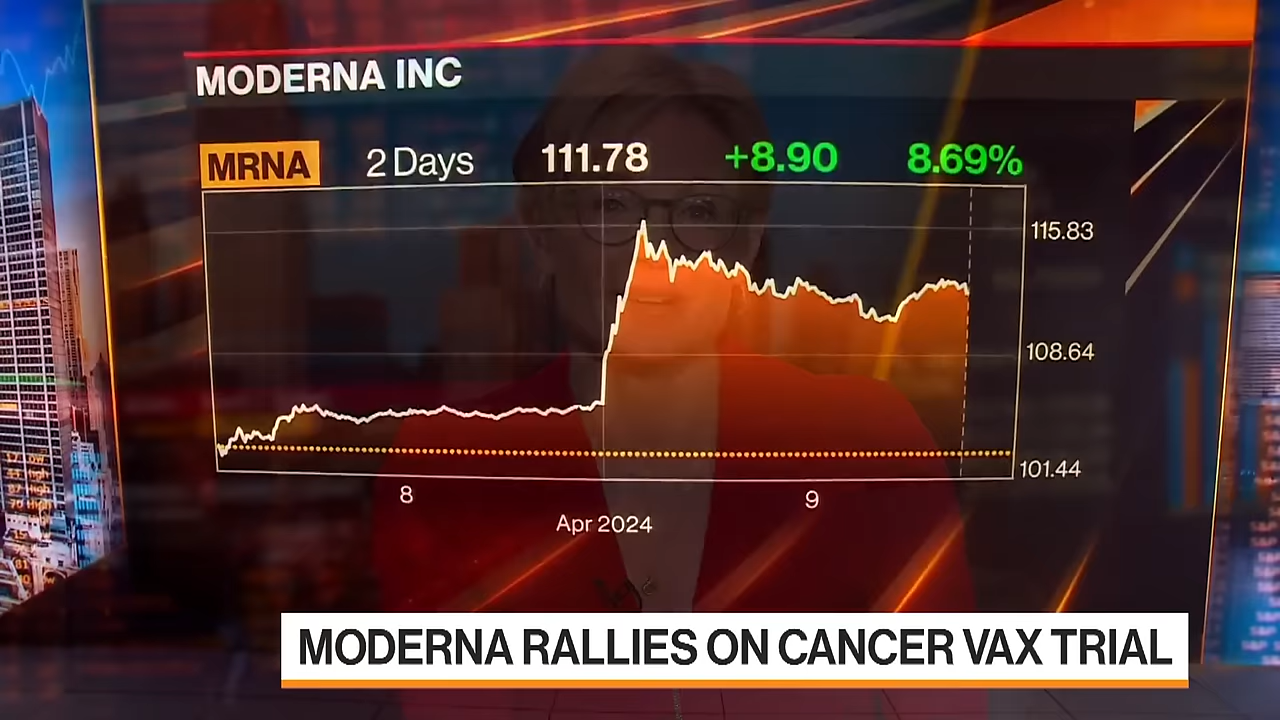 MODERNA INC
MRNA 2 Days 111.78 +8.90 8.69%
115.83
108.64
101.44
8 9
Apr 2024
MODERNA RALLIES ON CANCER VAX TRIAL